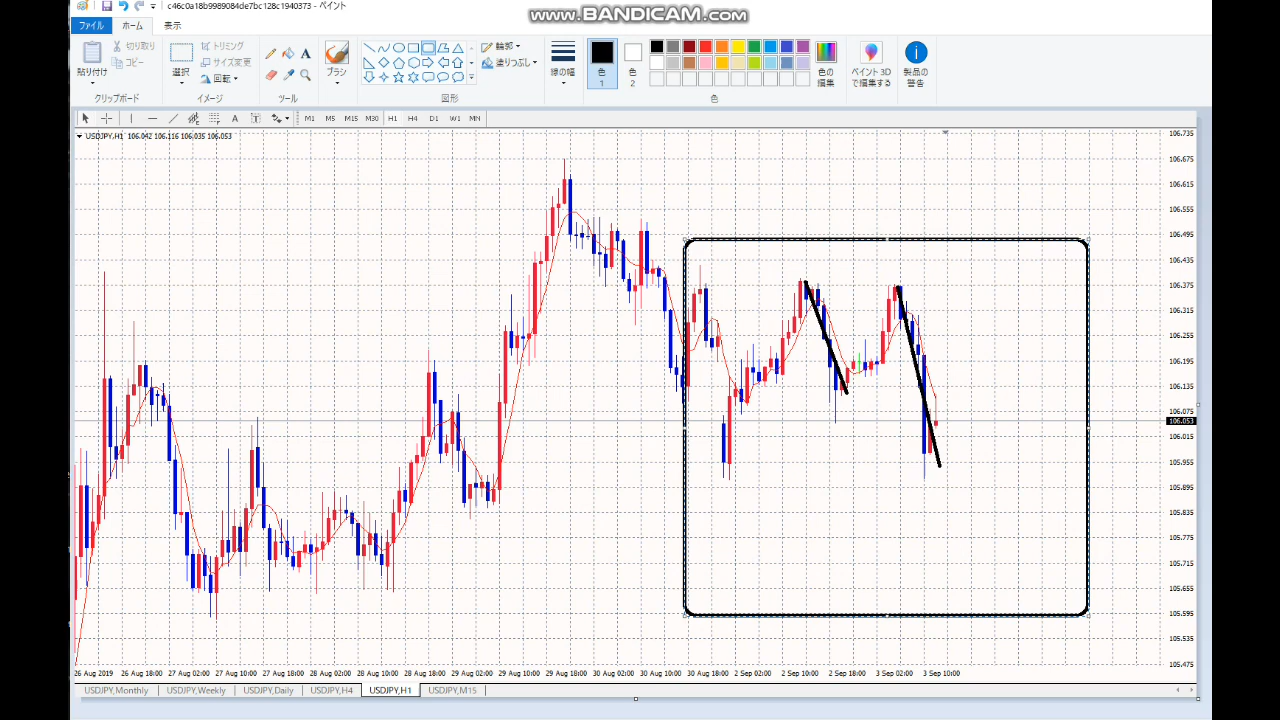 c46c0a18b9989084de7bc128c1940373 - ペイント
www.BANDICAM.com
ファイル ホーム 表示
貼り付け 切り取り コピー
クリップボード
選択 トリミング サイズ変更 回転
イメージ
ツール
ブラシ
輪郭 塗りつぶし
図形
線の幅
色 1 色 2 色の編集
色
ペイント 3D で編集する
製品の警告
A T M1 M5 M15 M30 H1 H4 D1 W1 MN
USDJPY,H1 106.042 106.116 106.035 106.053
106.735
106.675
106.615
106.555
106.495
106.435
106.375
106.315
106.255
106.195
106.135
106.075
106.053
106.015
105.955
105.895
105.835
105.775
105.715
105.655
105.595
105.535
105.475
26 Aug 2019 26 Aug 18:00 27 Aug 02:00 27 Aug 10:00 27 Aug 18:00 28 Aug 02:00 28 Aug 10:00 28 Aug 18:00 29 Aug 02:00 29 Aug 10:00 29 Aug 18:00 30 Aug 02:00 30 Aug 10:00 30 Aug 18:00 2 Sep 02:00 2 Sep 10:00 2 Sep 18:00 3 Sep 02:00 3 Sep 10:00
USDJPY,Monthly USDJPY,Weekly USDJPY,Daily USDJPY,H4 USDJPY,H1 USDJPY,M15